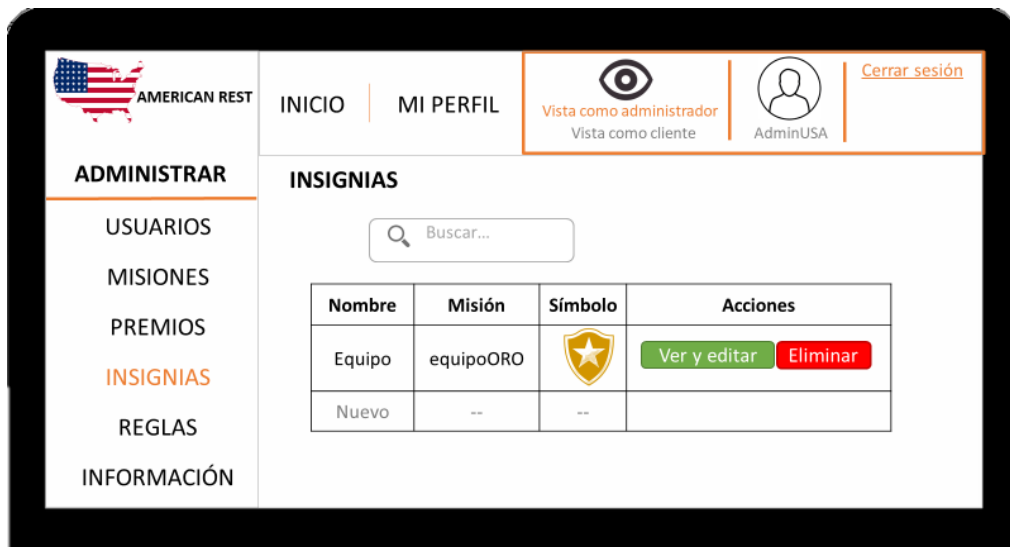 AMERICAN REST
INICIO
MI PERFIL
Vista como administrador
Vista como cliente
AdminUSA
Cerrar sesión
ADMINISTRAR
USUARIOS
MISIONES
PREMIOS
INSIGNIAS
REGLAS
INFORMACIÓN
INSIGNIAS
Buscar...
Nombre Misión Símbolo Acciones
Equipo equipoORO Ver y editar Eliminar
Nuevo -- --